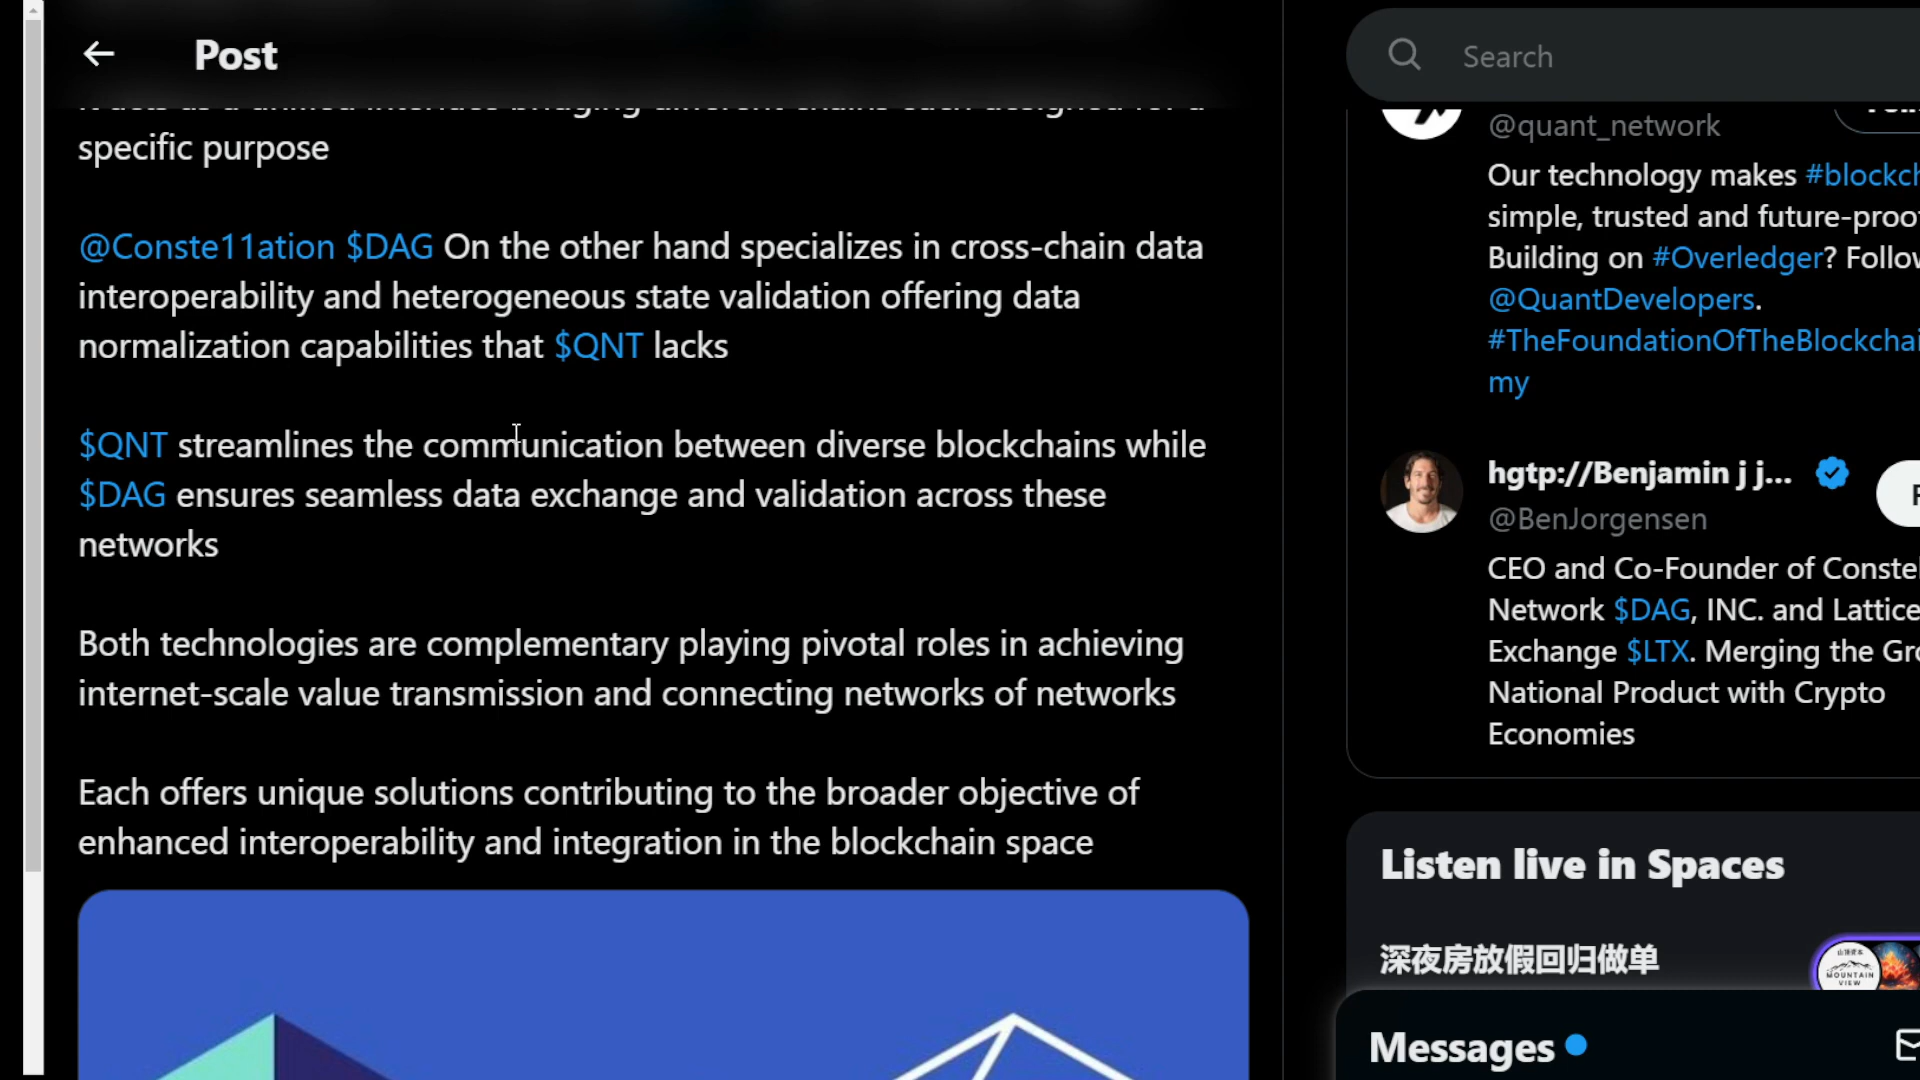 Post
specific purpose
@Conste11ation $DAG On the other hand specializes in cross-chain data
interoperability and heterogeneous state validation offering data
normalization capabilities that $QNT lacks
$QNT streamlines the communication between diverse blockchains while
$DAG ensures seamless data exchange and validation across these
networks
Both technologies are complementary playing pivotal roles in achieving
internet-scale value transmission and connecting networks of networks
Each offers unique solutions contributing to the broader objective of
enhanced interoperability and integration in the blockchain space
Search
@quant_network
Our technology makes #blockch
simple, trusted and future-proof
Building on #Overledger? Follow
@QuantDevelopers.
#TheFoundationOfTheBlockchai
my
hgtp://Benjamin j j...
@BenJorgensen
CEO and Co-Founder of Constel
Network $DAG, INC. and Lattice
Exchange $LTX. Merging the Gro
National Product with Crypto
Economies
Listen live in Spaces
深夜房放假回归做单
MOUNTAIN
VIEW
Messages